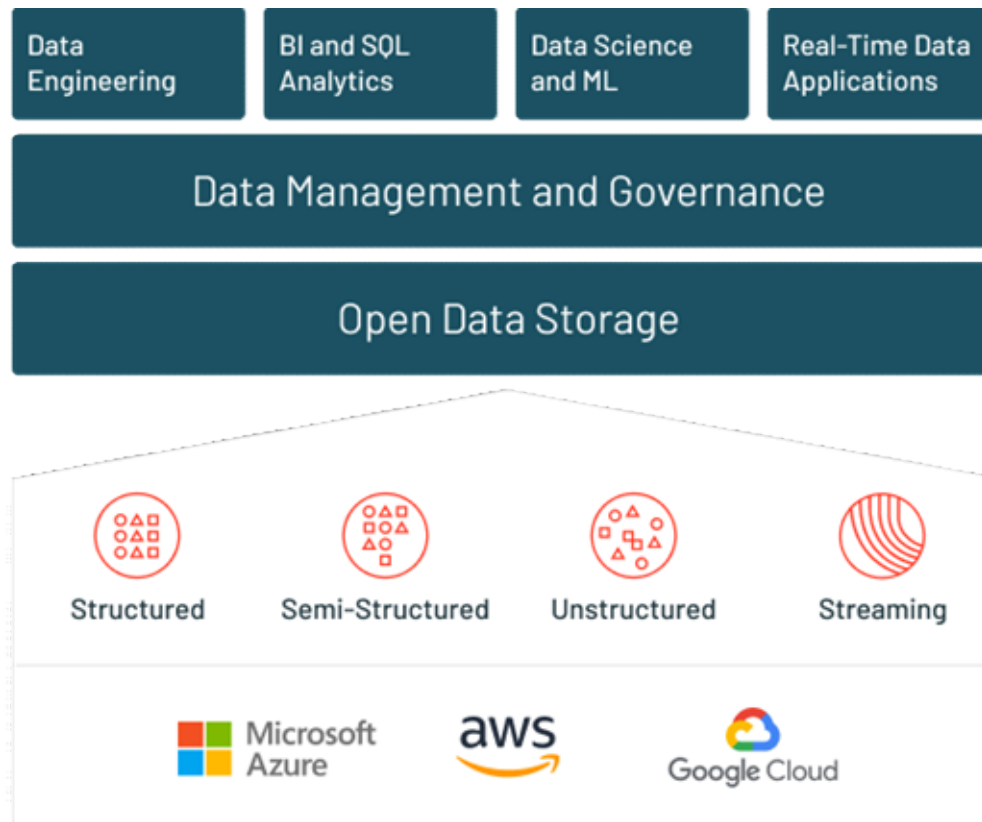 Data
Engineering
BI and SQL
Analytics
Data Science
and ML
Real-Time Data
Applications
Data Management and Governance
Open Data Storage
Structured
Semi-Structured
Unstructured
Streaming
Microsoft
Azure
aws
Google Cloud